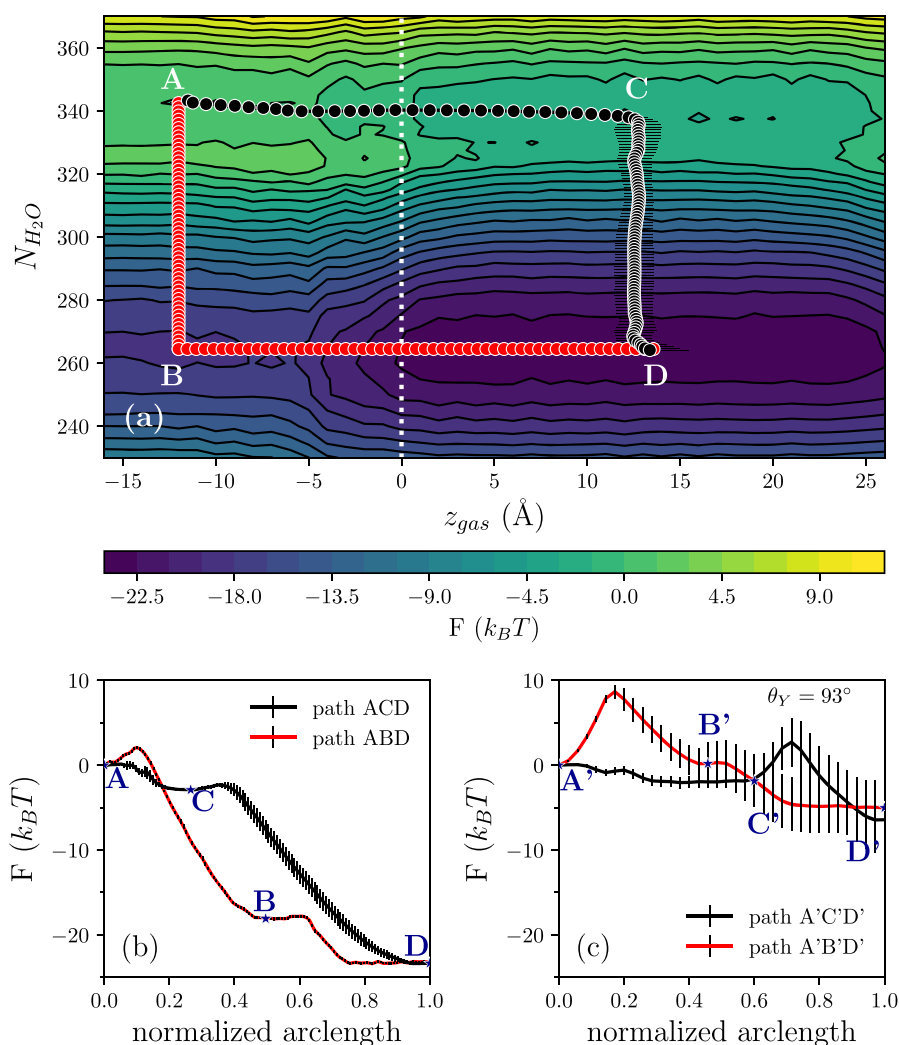 360
340
320
300
280
260
240
N_{H_2O}
A
C
B
D
(a)
−15
−10
−5
0
5
10
15
20
25
z_{gas} (Å)
−22.5
−18.0
−13.5
−9.0
−4.5
0.0
4.5
9.0
F (k_BT)
10
0
−10
−20
F (k_BT)
path ACD
path ABD
A
C
B
D
(b)
0.0
0.2
0.4
0.6
0.8
1.0
normalized arclength
10
0
−10
−20
F (k_BT)
θ_Y = 93°
B'
A'
C'
D'
path A'C'D'
path A'B'D'
(c)
0.0
0.2
0.4
0.6
0.8
1.0
normalized arclength